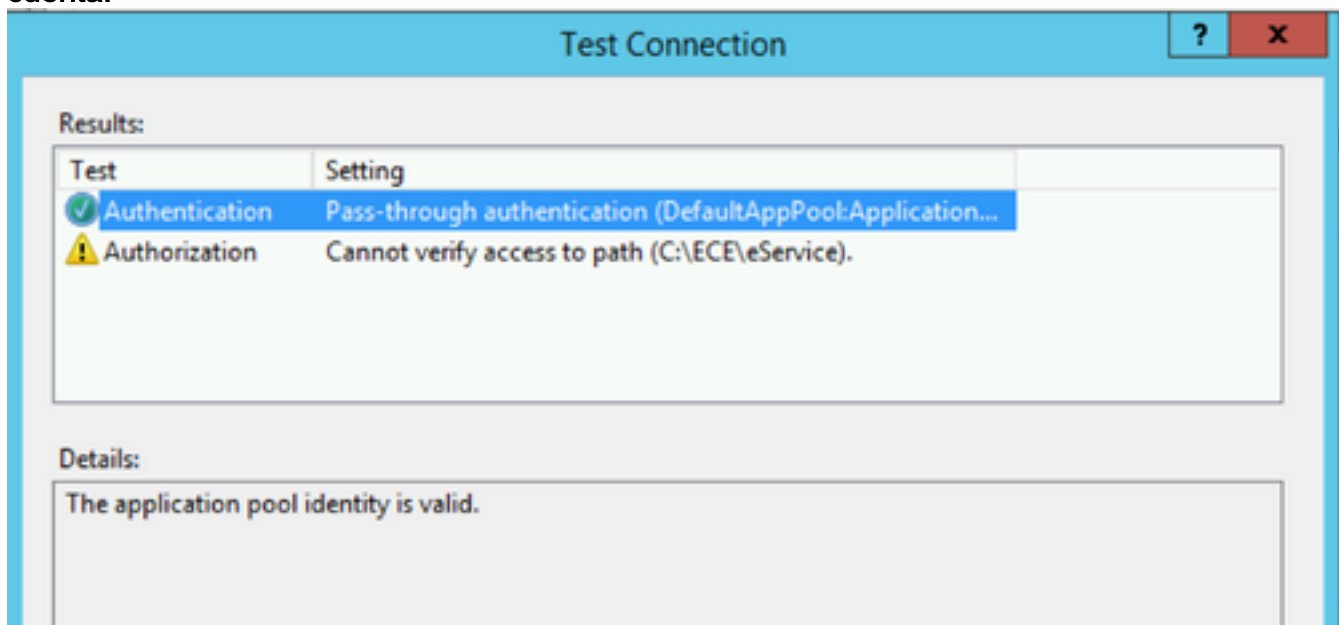 Test Connection
? x
Results:
Test Setting
Authentication Pass-through authentication (DefaultAppPool:Application...
Authorization Cannot verify access to path (C:\ECE\eService).
Details:
The application pool identity is valid.